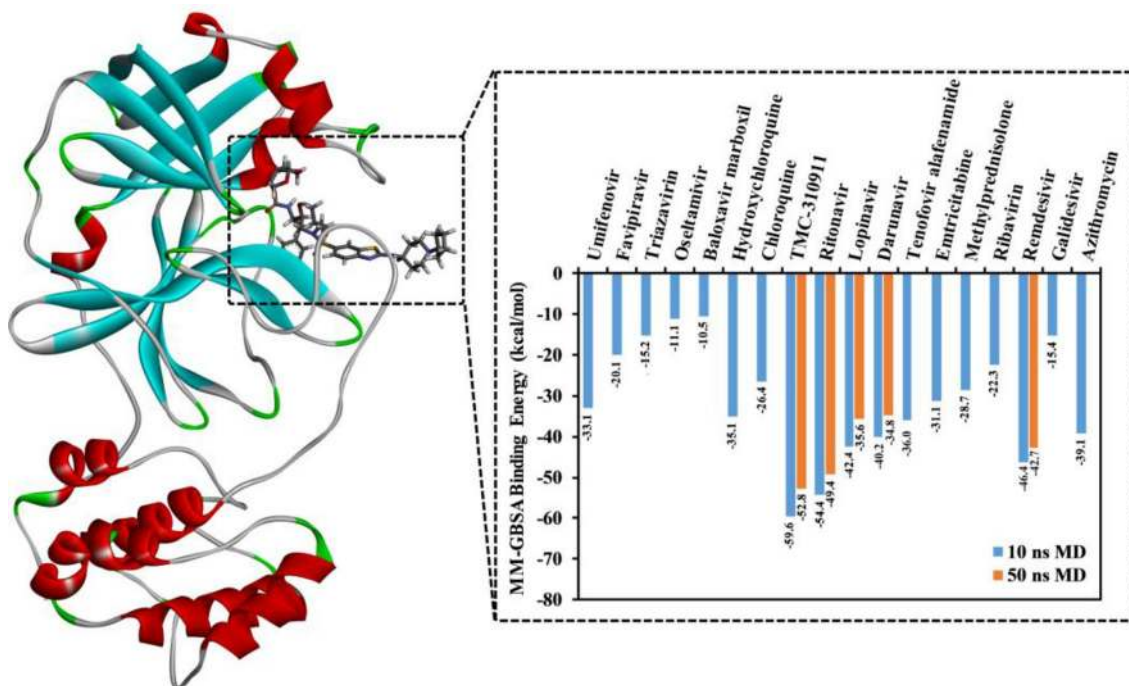 Umifenovir
Favipiravir
Triazavirin
Oseltamivir
Baloxavir marboxil
Hydroxychloroquine
Chloroquine
TMC-310911
Ritonavir
Lopinavir
Darunavir
Tenofovir alafenamide
Emtricitabine
Methylprednisolone
Ribavirin
Remdesivir
Galidesivir
Azithromycin
MM-GBSA Binding Energy (kcal/mol)
0
-10
-20
-30
-40
-50
-60
-70
-80
-33.1
-20.1
-15.2
-11.1
-10.5
-35.1
-26.4
-59.6
-52.8
-54.4
-49.4
-42.4
-35.6
-40.2
-34.8
-36.0
-31.1
-28.7
-22.3
-46.4
-42.7
-15.4
-39.1
10 ns MD
50 ns MD